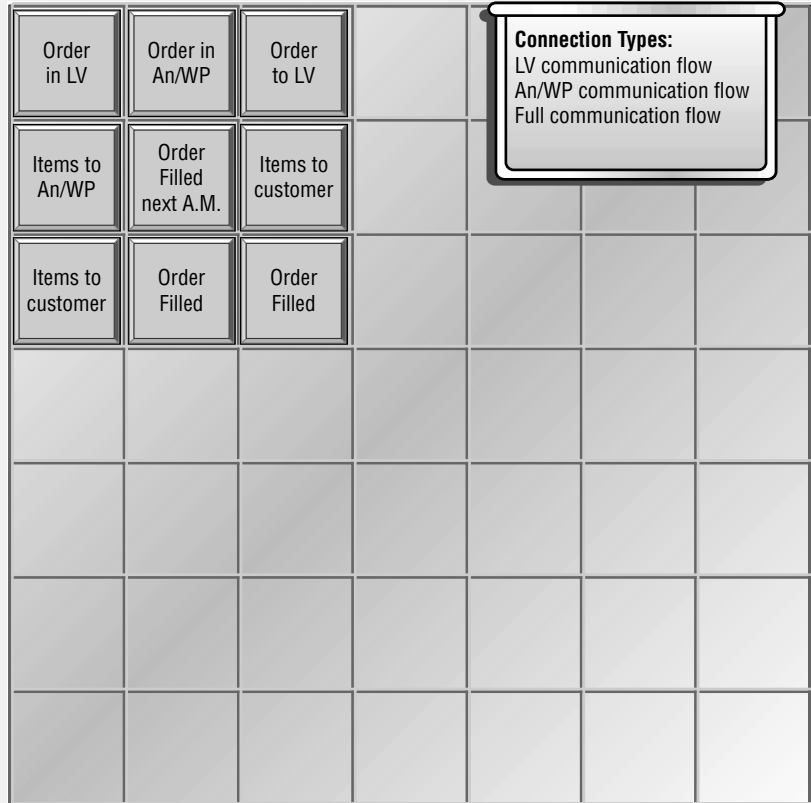 Order
in LV
Order in
An/WP
Order
to LV
Items to
An/WP
Order
Filled
next A.M.
Items to
customer
Items to
customer
Order
Filled
Order
Filled
Connection Types:
LV communication flow
An/WP communication flow
Full communication flow